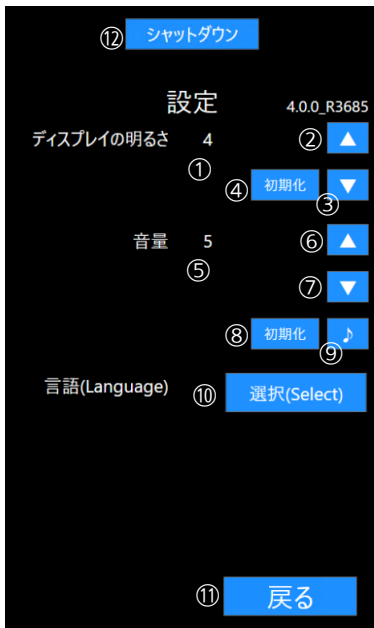 ⑫ シャットダウン
設定 4.0.0_R3685
ディスプレイの明るさ 4 ② ▲
①
④ 初期化 ③ ▼
音量 5 ⑥ ▲
⑤
⑦ ▼
⑧ 初期化 ⑨ ♪
言語(Language) ⑩ 選択(Select)
⑪ 戻る